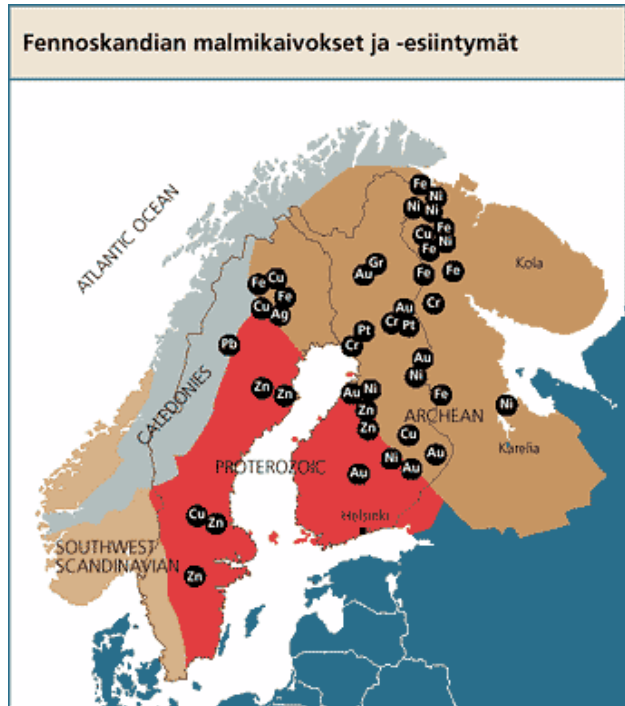 Fennoskandian malmikaivokset ja -esiintymät
ATLANTIC OCEAN
Fe
Ni
Ni
Ni
Fe
Cu
Ni
Fe
Kola
Gr
Au
Fe
Fe
Cu
Fe
Fe
Cu
Ag
Cr
Au
Cr
Pt
Pt
Cr
Pb
Au
Ni
Zn
Zn
Au
Ni
Fe
Ni
Zn
Zn
ARCHEAN
CALEDONIES
Cu
Karelia
Au
Ni
Au
PROTEROZOIC
Au
Cu
Zn
Helsinki
SOUTHWEST
SCANDINAVIAN
Zn